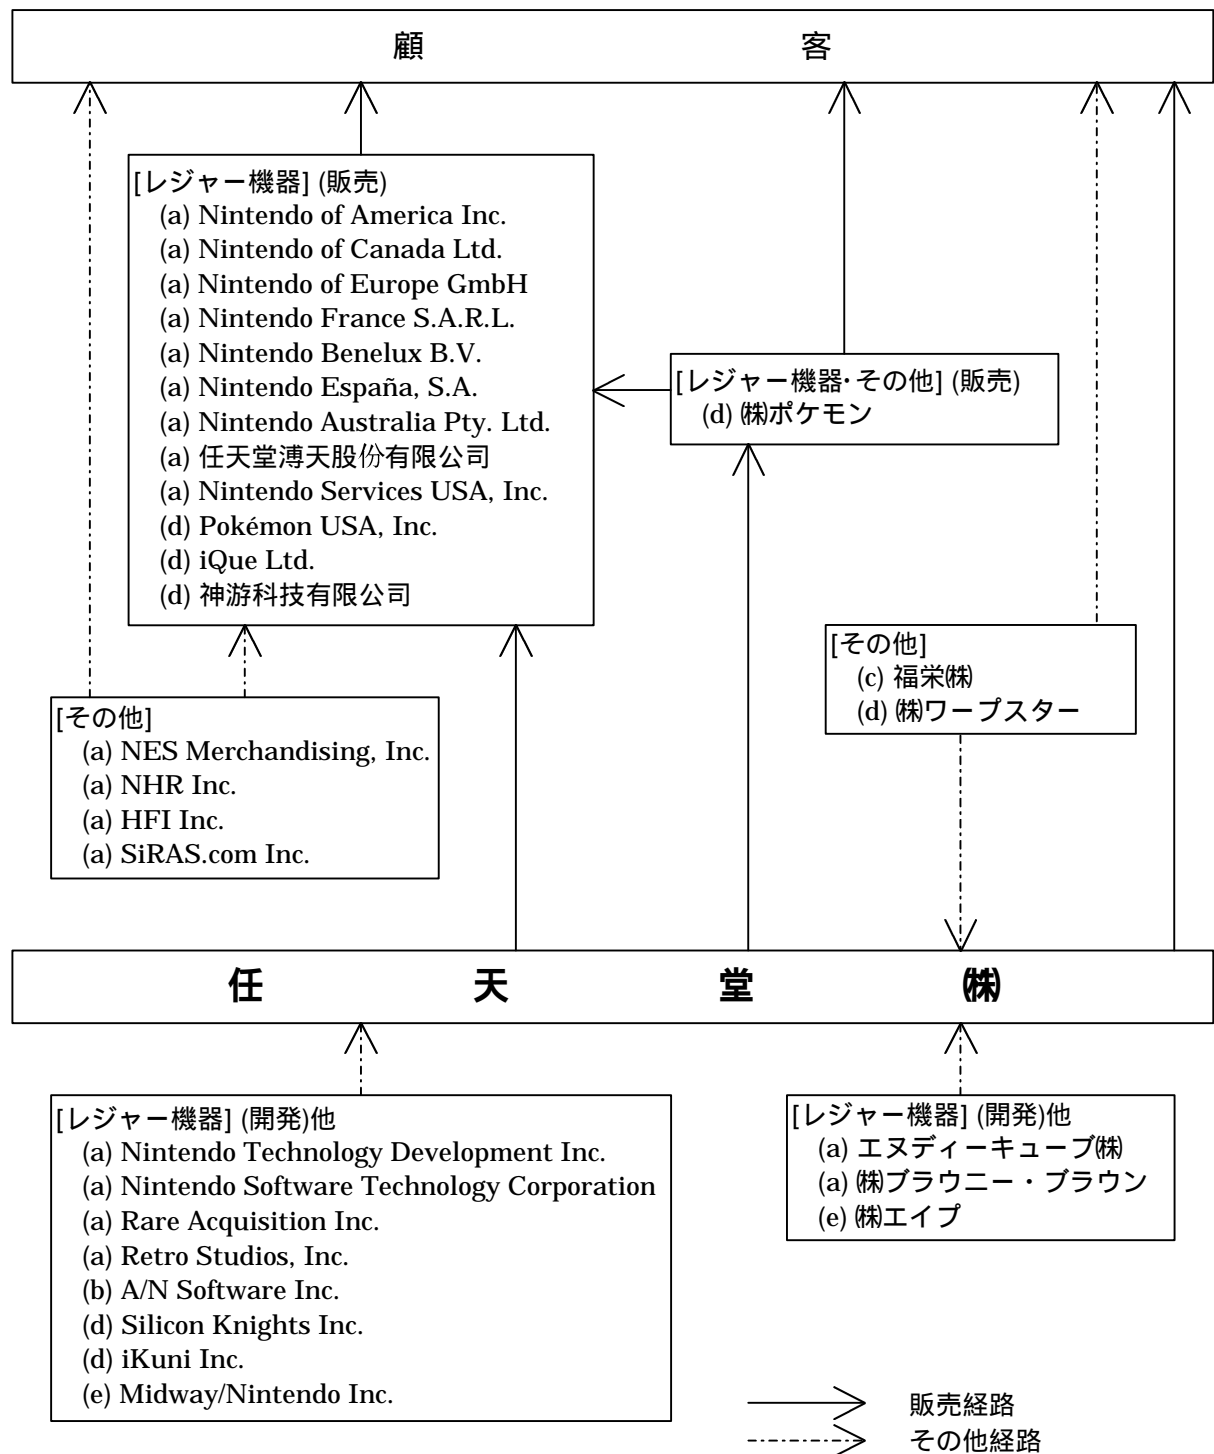 顧客
[レジャー機器] (販売)
(a) Nintendo of America Inc.
(a) Nintendo of Canada Ltd.
(a) Nintendo of Europe GmbH
(a) Nintendo France S.A.R.L.
(a) Nintendo Benelux B.V.
(a) Nintendo España, S.A.
(a) Nintendo Australia Pty. Ltd.
(a) 任天堂溥天股份有限公司
(a) Nintendo Services USA, Inc.
(d) Pokémon USA, Inc.
(d) iQue Ltd.
(d) 神游科技有限公司
[レジャー機器・その他] (販売)
(d) ㈱ポケモン
[その他]
(c) 福栄㈱
(d) ㈱ワープスター
[その他]
(a) NES Merchandising, Inc.
(a) NHR Inc.
(a) HFI Inc.
(a) SiRAS.com Inc.
任天堂㈱
[レジャー機器] (開発)他
(a) Nintendo Technology Development Inc.
(a) Nintendo Software Technology Corporation
(a) Rare Acquisition Inc.
(a) Retro Studios, Inc.
(b) A/N Software Inc.
(d) Silicon Knights Inc.
(d) iKuni Inc.
(e) Midway/Nintendo Inc.
[レジャー機器] (開発)他
(a) エヌディーキューブ㈱
(a) ㈱ブラウニー・ブラウン
(e) ㈱エイプ
販売経路
その他経路